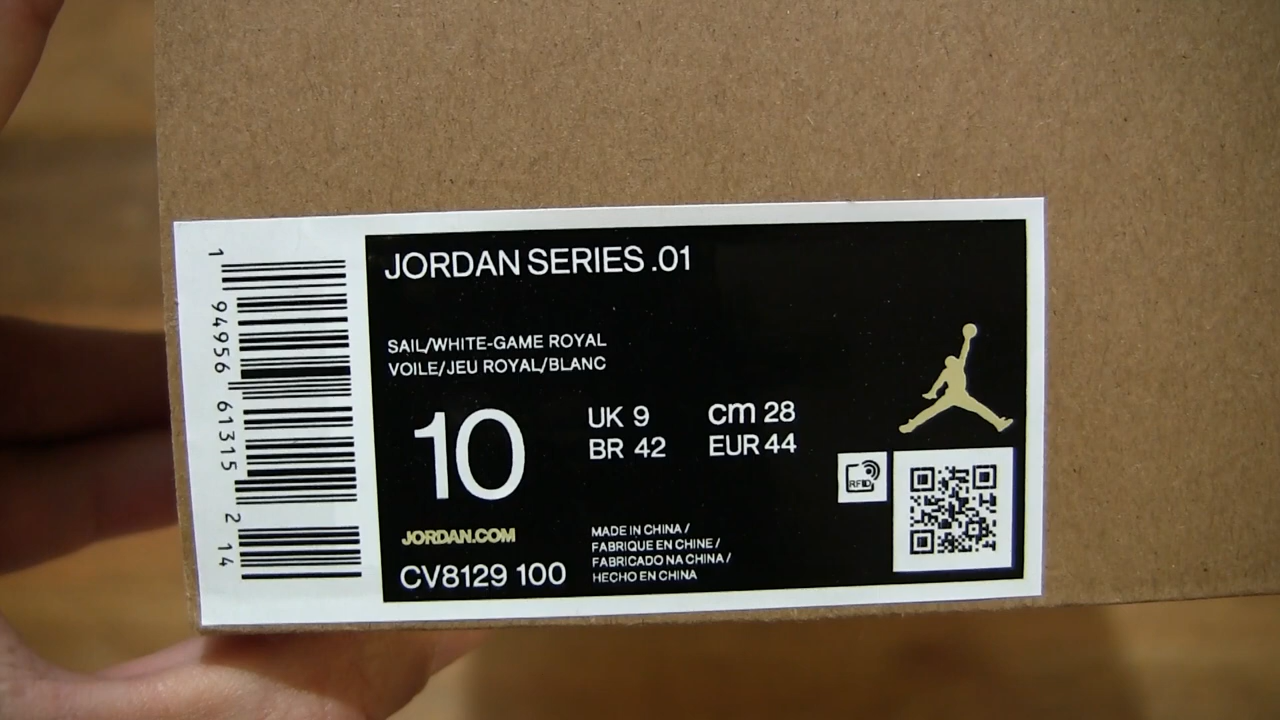 1 94956 61315 2 14
JORDAN SERIES .01
SAIL/WHITE-GAME ROYAL
VOILE/JEU ROYAL/BLANC
10
UK 9 cm 28
BR 42 EUR 44
RFID
JORDAN.COM
CV8129 100
MADE IN CHINA /
FABRIQUE EN CHINE /
FABRICADO NA CHINA /
HECHO EN CHINA